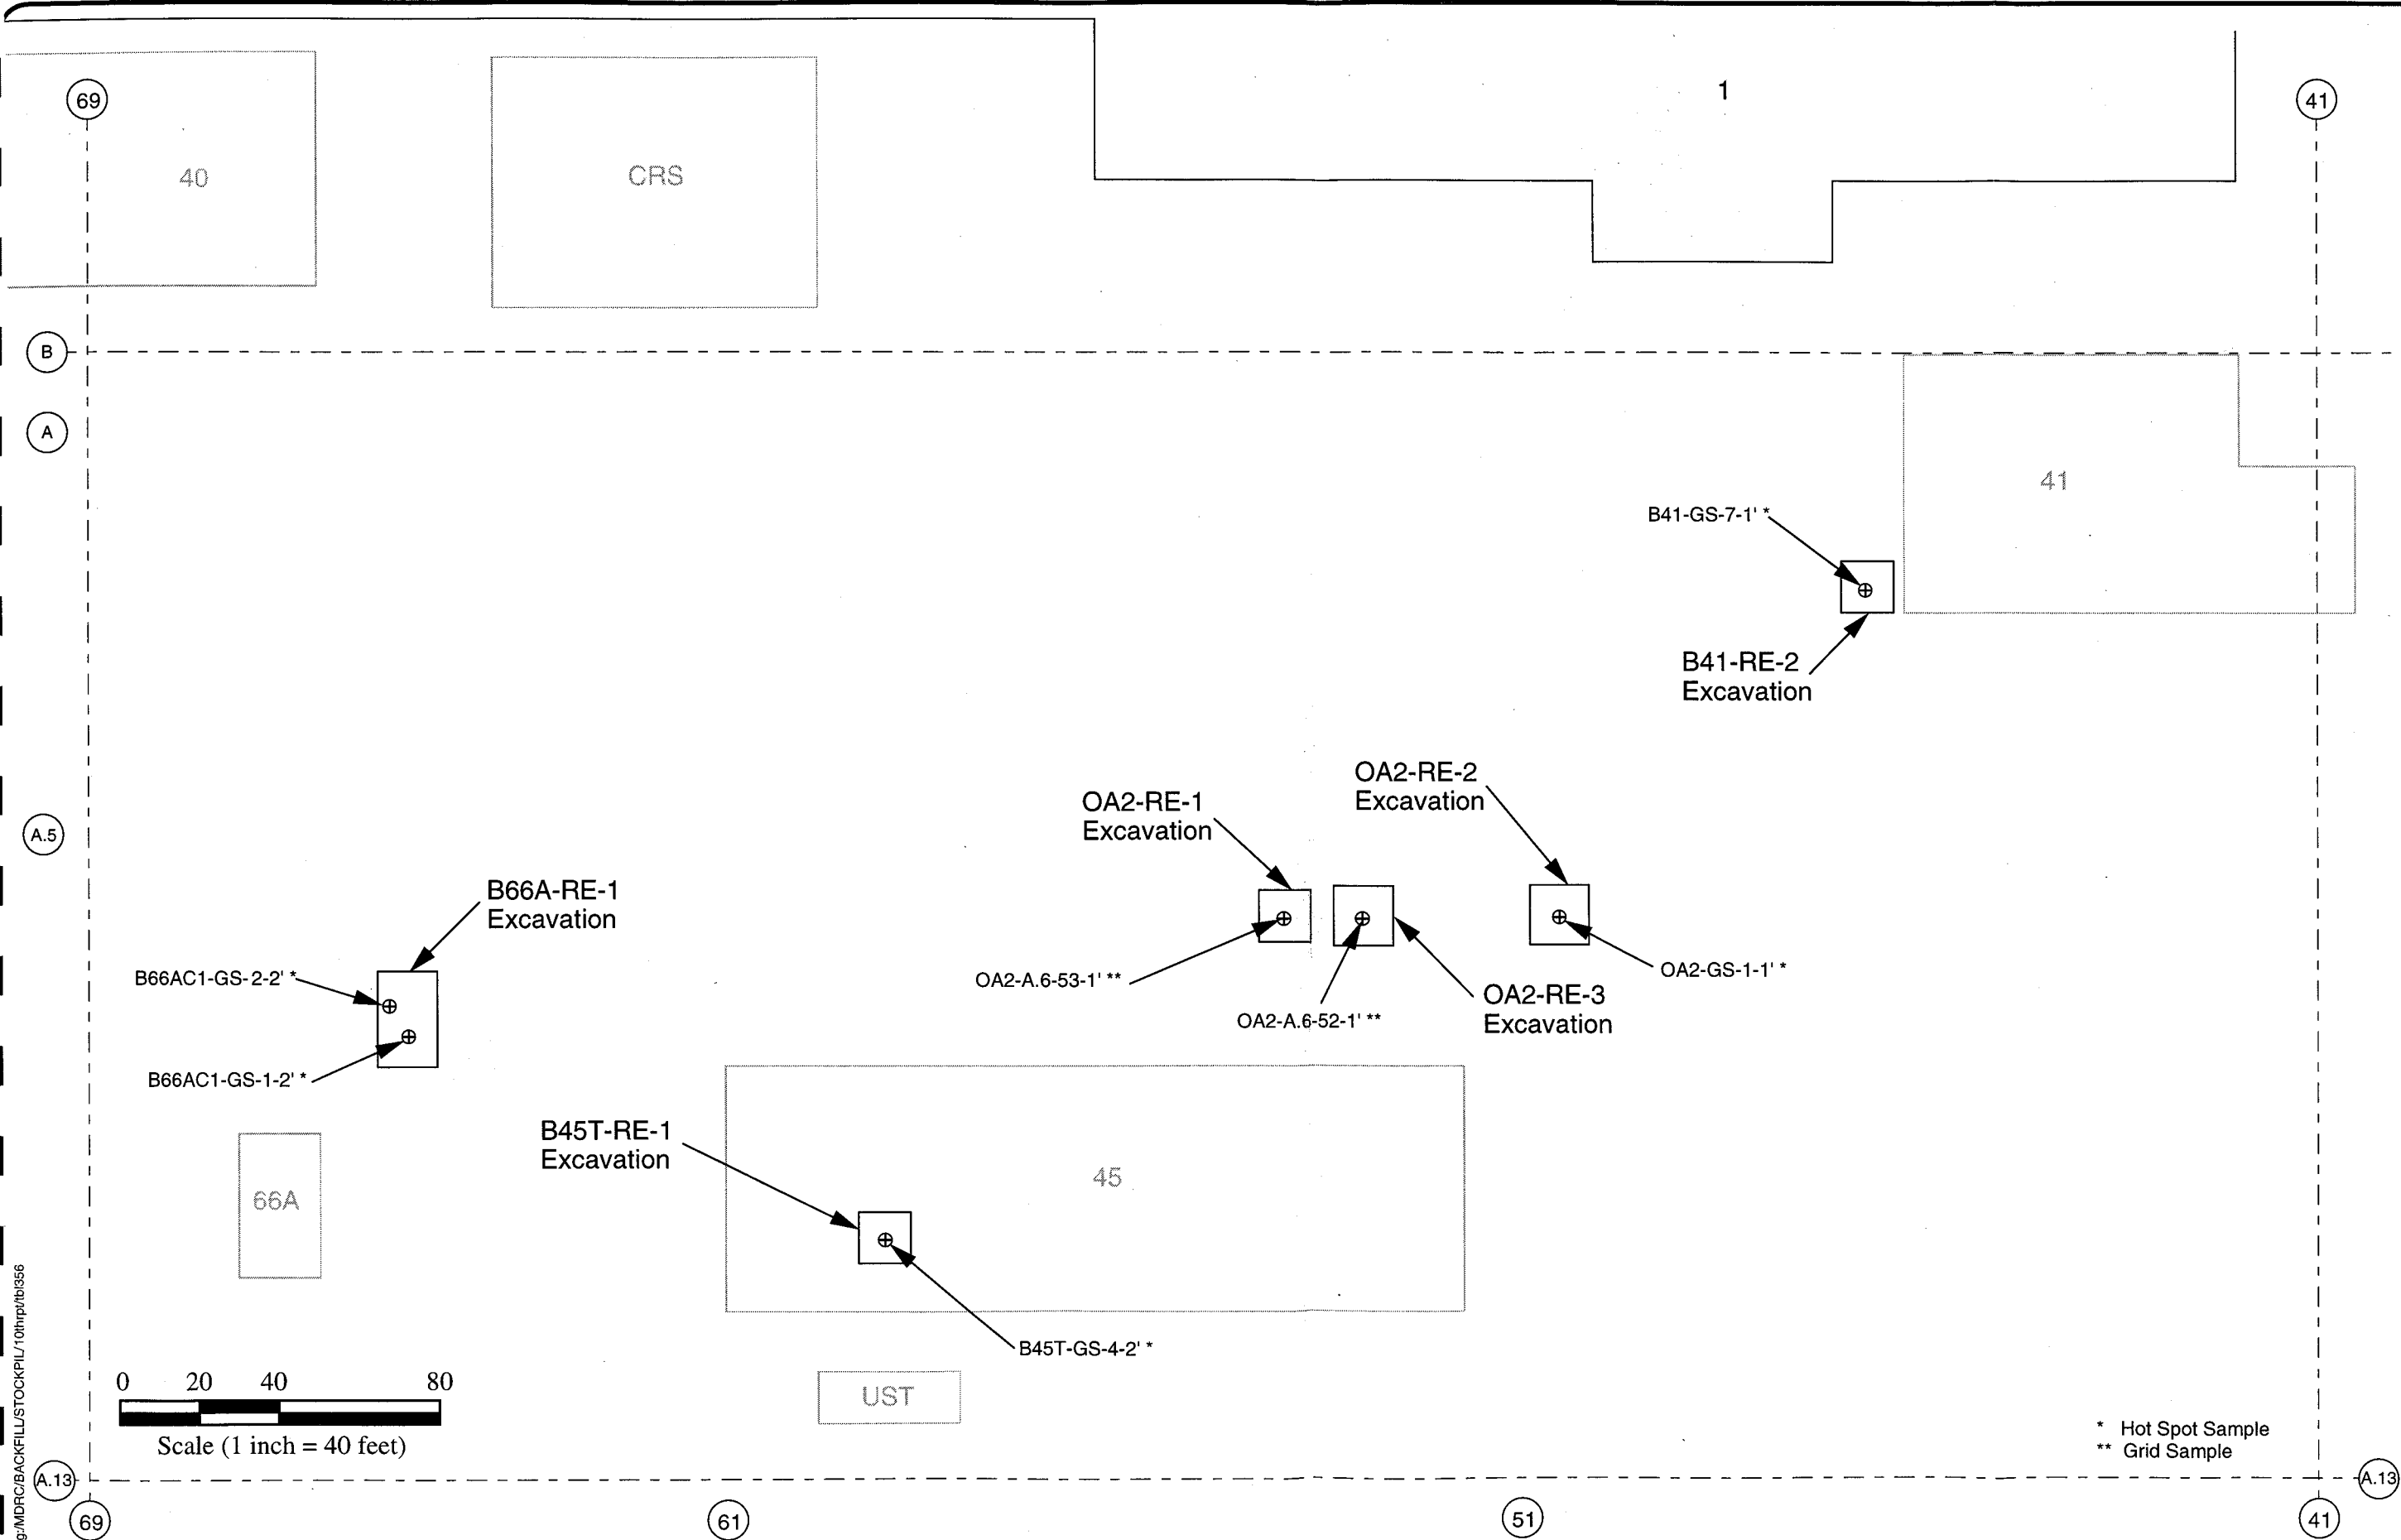 1
69
41
40
CRS
B
A
41
B41-GS-7-1' *
B41-RE-2
Excavation
OA2-RE-2
Excavation
OA2-RE-1
Excavation
A.5
B66A-RE-1
Excavation
B66AC1-GS-2-2' *
OA2-A.6-53-1' **
OA2-GS-1-1' *
OA2-RE-3
Excavation
OA2-A.6-52-1' **
B66AC1-GS-1-2' *
B45T-RE-1
Excavation
45
66A
B45T-GS-4-2' *
0 20 40 80
UST
Scale (1 inch = 40 feet)
* Hot Spot Sample
** Grid Sample
g:/MDRC/BACKFILL/STOCKPIL/10thrpt/tbl356
A.13
A.13
69
61
51
41